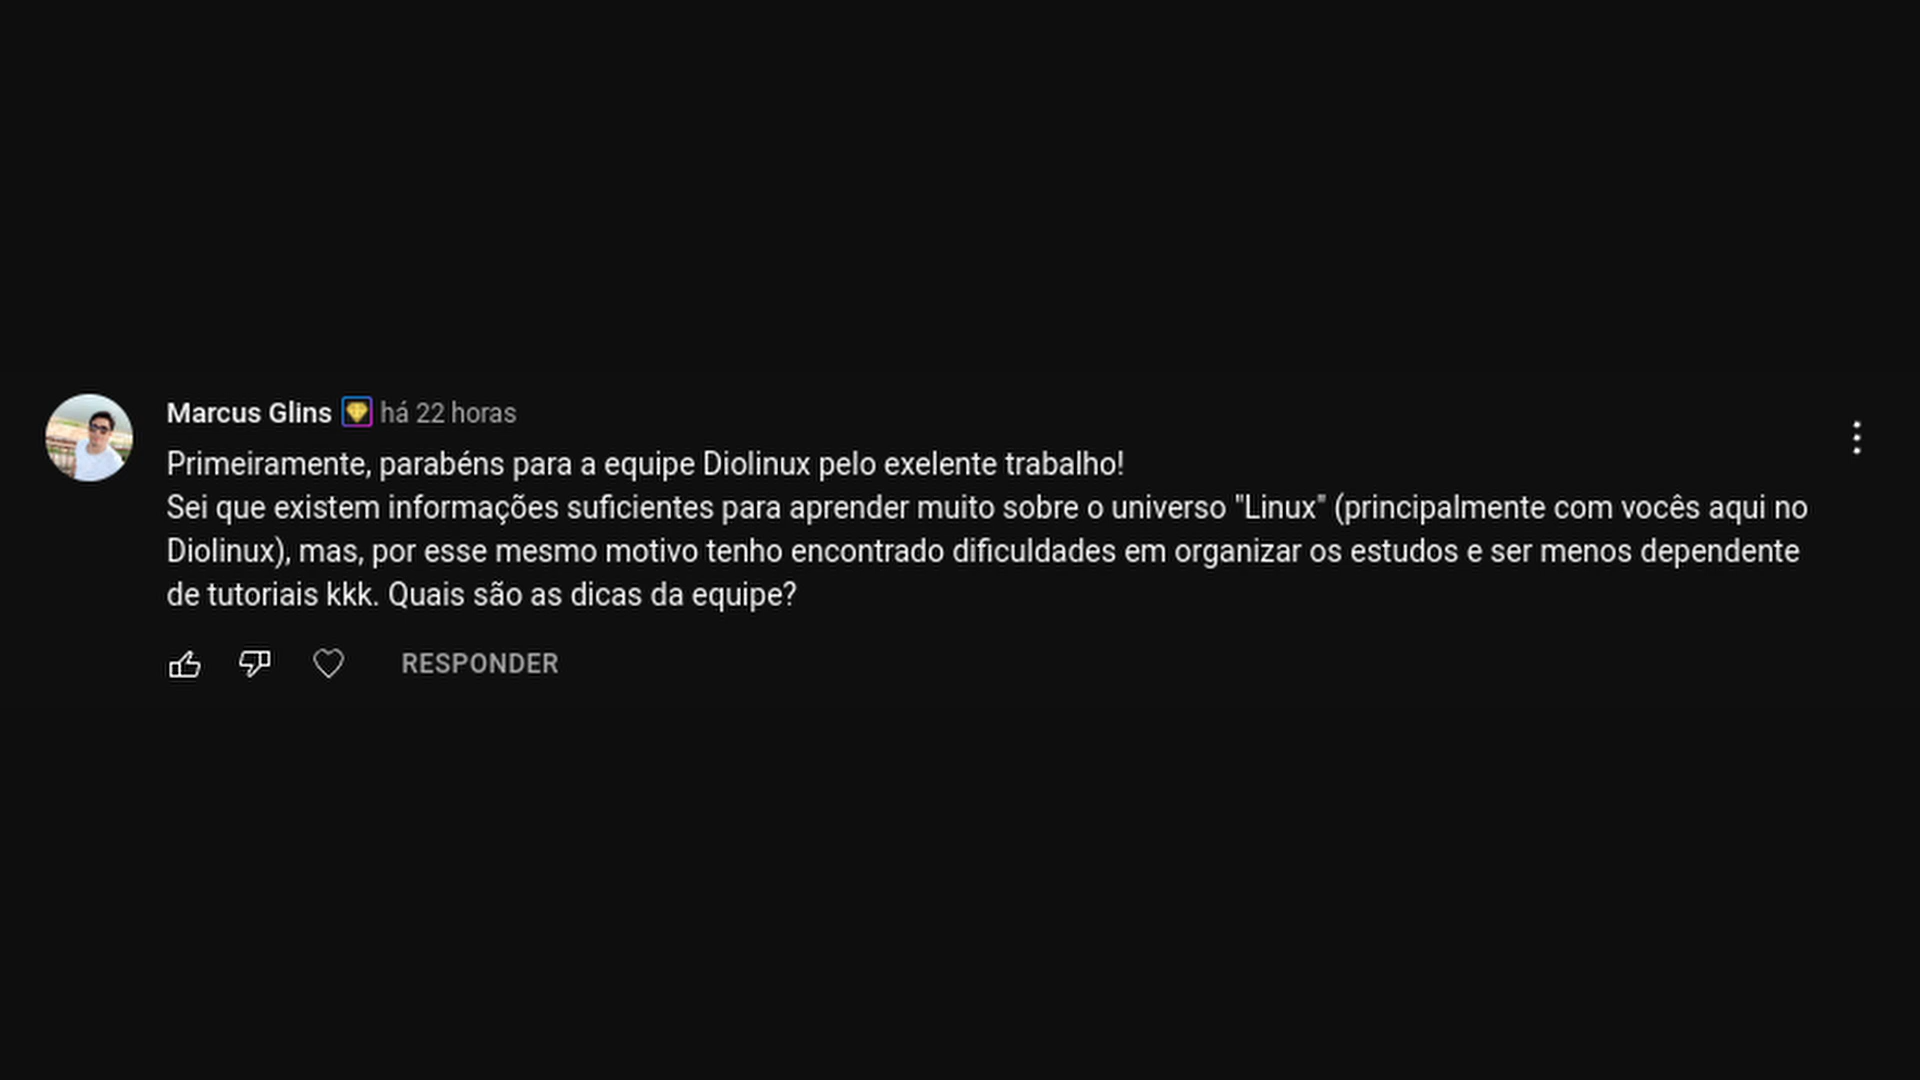 Marcus Glins há 22 horas
Primeiramente, parabéns para a equipe Diolinux pelo exelente trabalho!
Sei que existem informações suficientes para aprender muito sobre o universo "Linux" (principalmente com vocês aqui no
Diolinux), mas, por esse mesmo motivo tenho encontrado dificuldades em organizar os estudos e ser menos dependente
de tutoriais kkk. Quais são as dicas da equipe?
RESPONDER